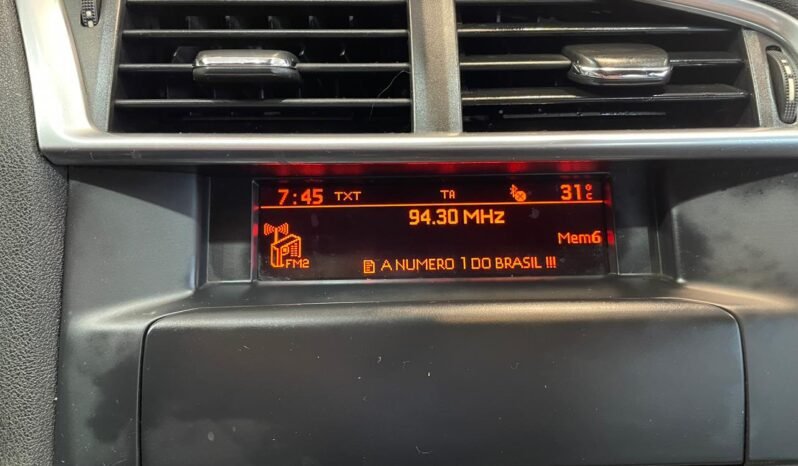 7:45 TXT TA 31°C
94.30 MHz
Mem6
FM2
A NUMERO 1 DO BRASIL !!!